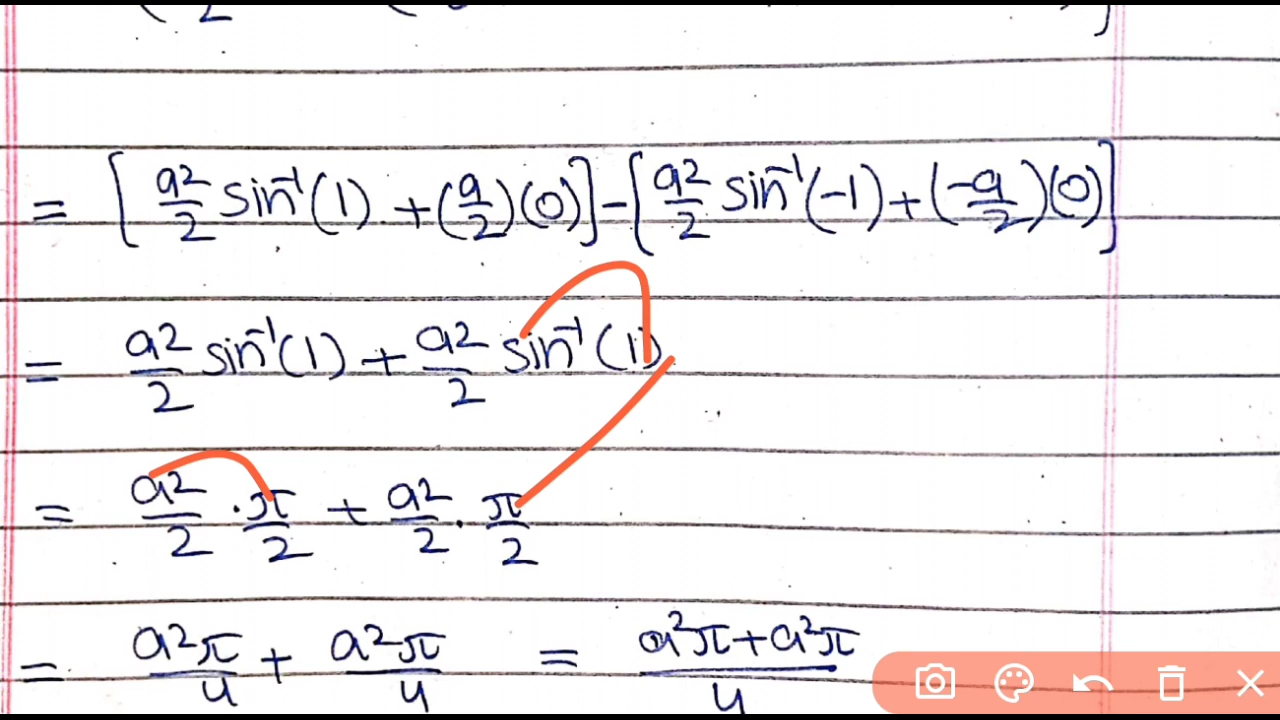 = [a²/2 sin⁻¹(1) + (a/2)(0)] - [a²/2 sin⁻¹(-1) + (-a/2)(0)]
= a²/2 sin⁻¹(1) + a²/2 sin⁻¹(1)
= a²/2 · π/2 + a²/2 · π/2
= a²π/4 + a²π/4 = a²π + a²π/4